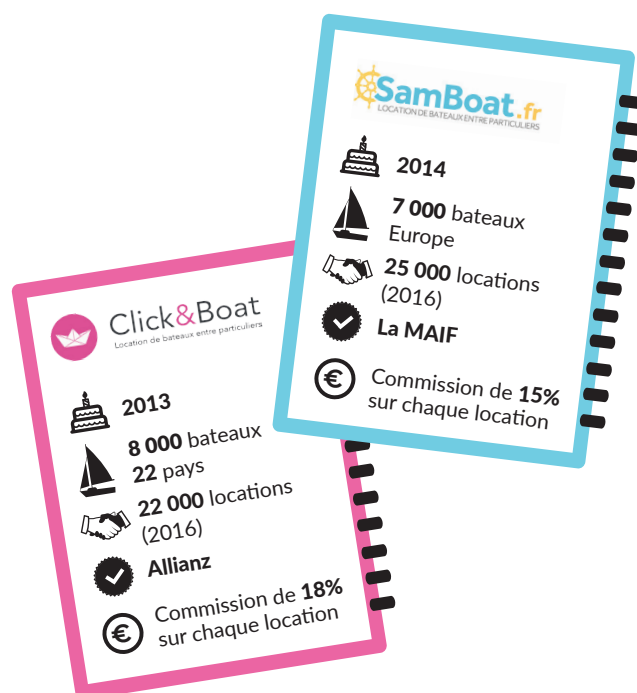 SamBoat.fr
LOCATION DE BATEAUX ENTRE PARTICULIERS
2014
7 000 bateaux
Europe
25 000 locations
(2016)
La MAIF
€
Commission de 15%
sur chaque location
Click&Boat
Location de bateaux entre particuliers
2013
8 000 bateaux
22 pays
22 000 locations
(2016)
Allianz
€
Commission de 18%
sur chaque location